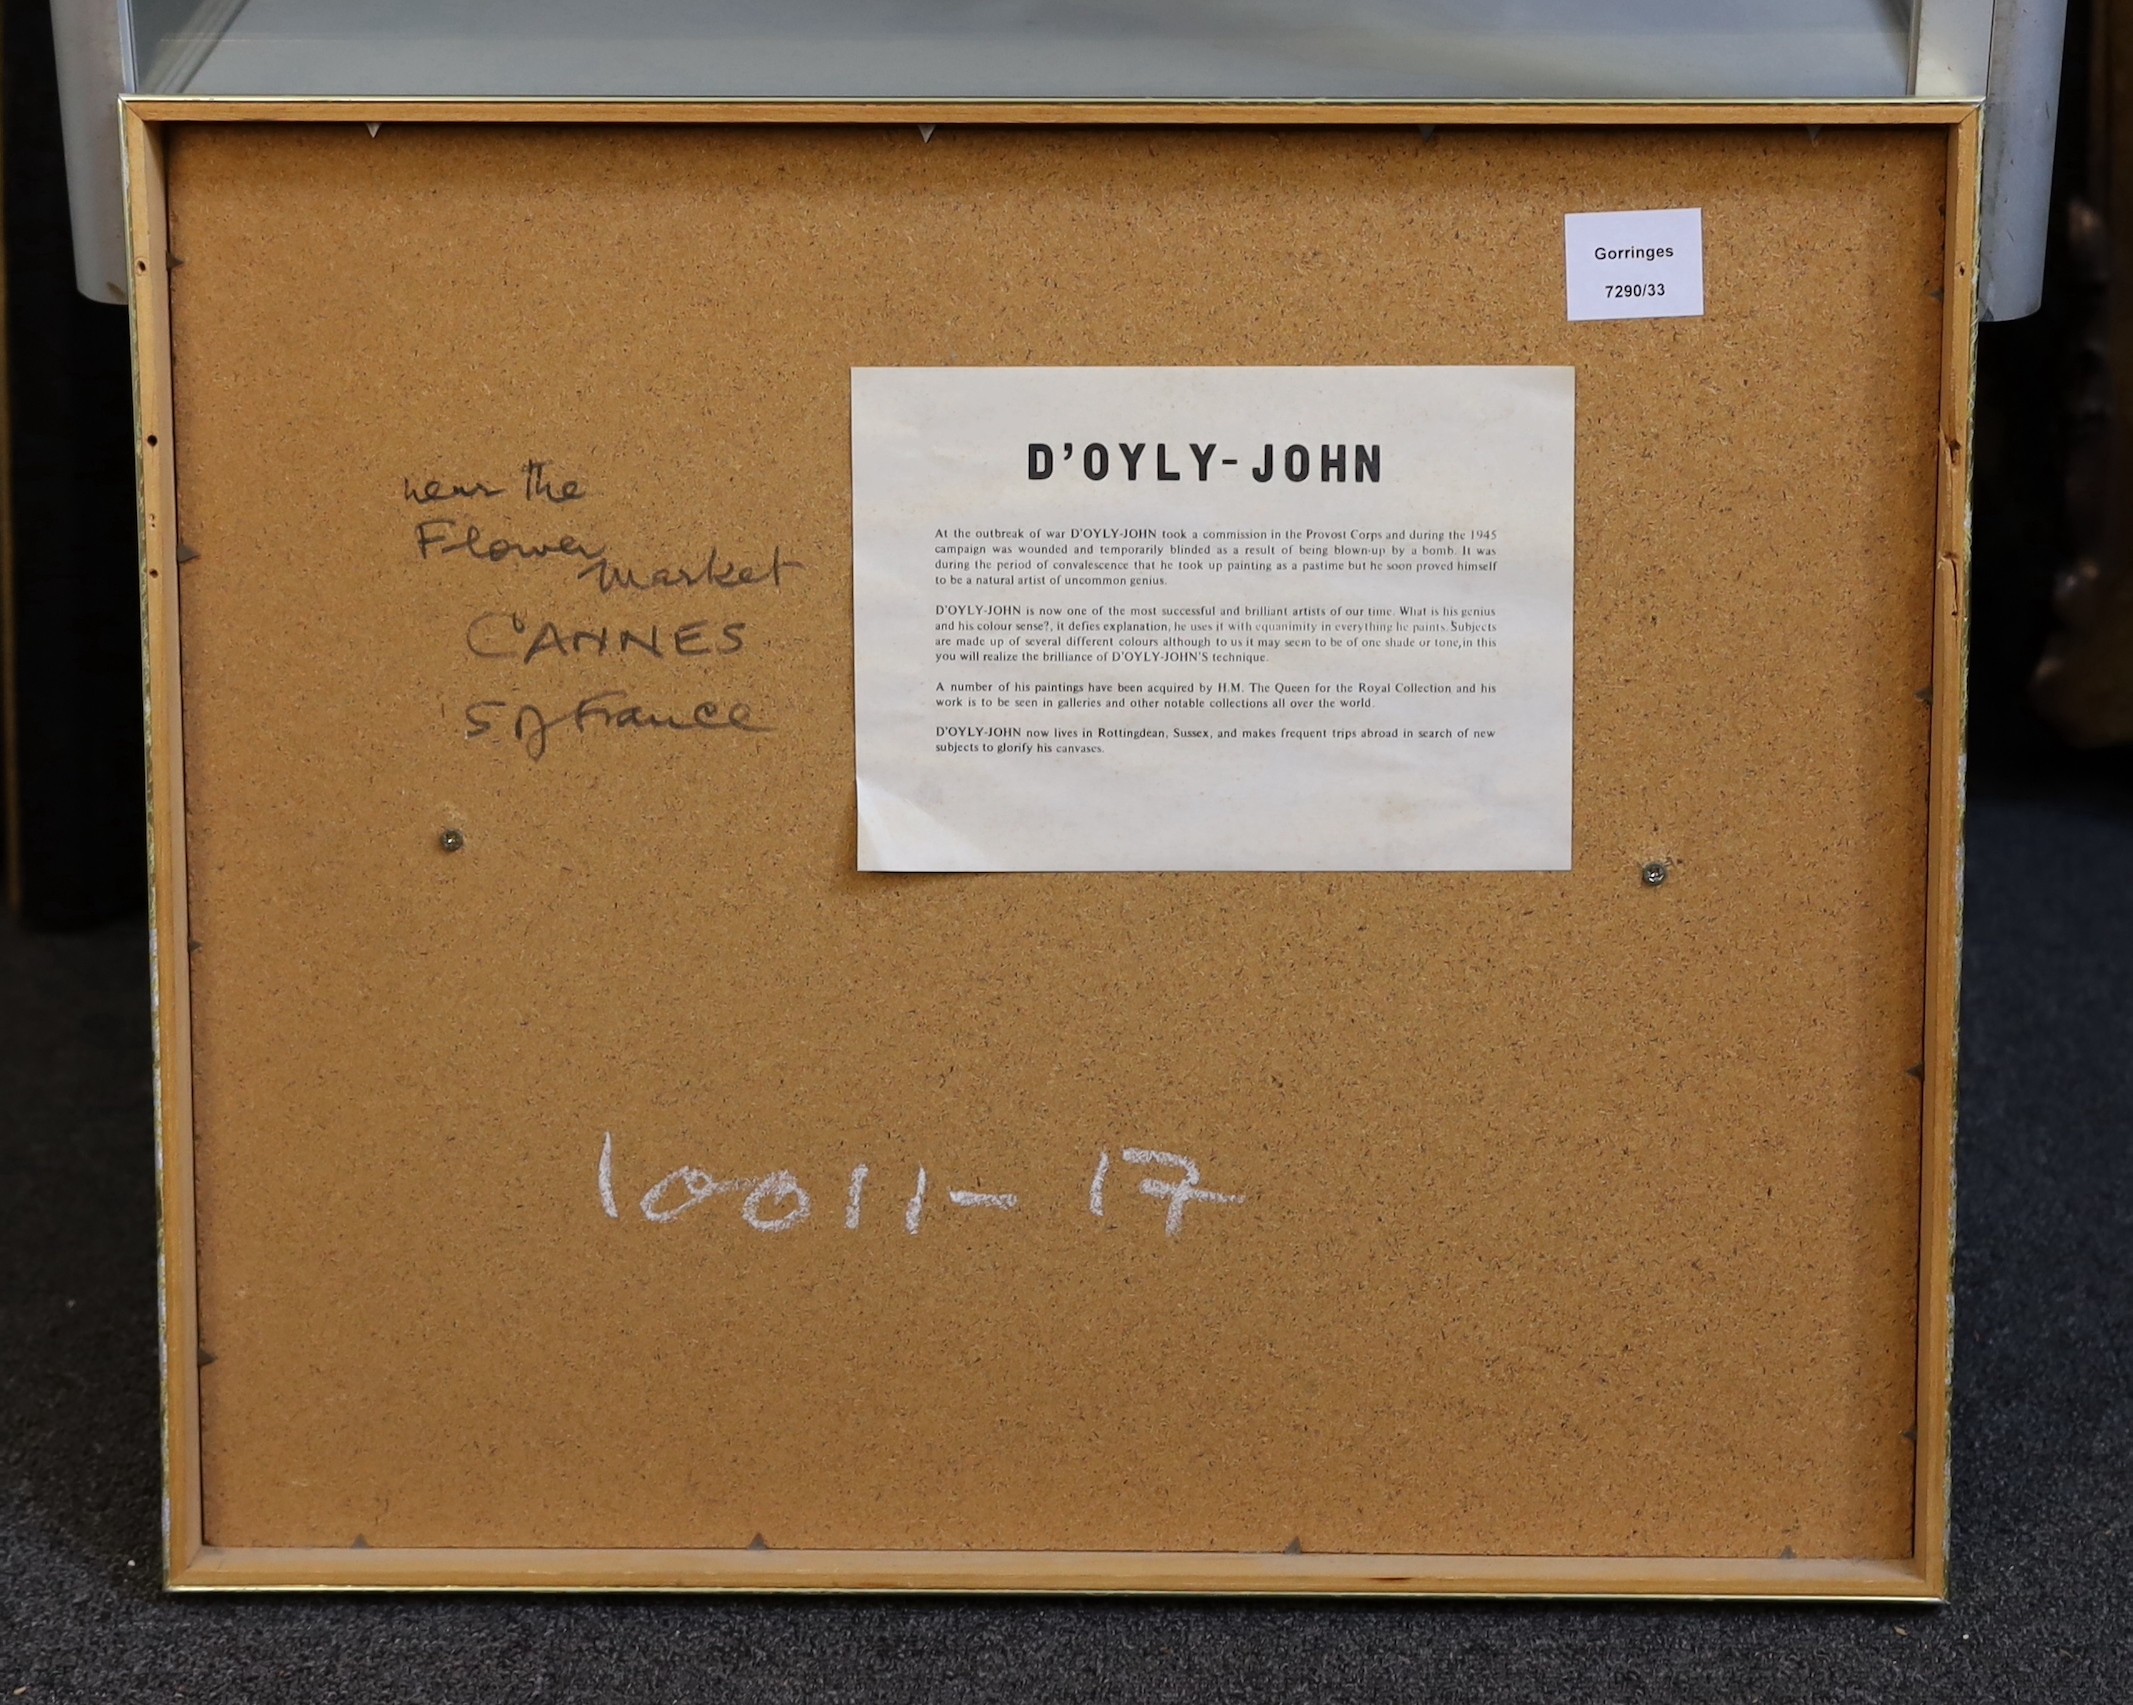 Gorringes
7290/33
D'OYLY-JOHN
At the outbreak of war D'OYLY-JOHN took a commission in the Provost Corps and during the 1945
campaign was wounded and temporarily blinded as a result of being blown-up by a bomb. It was
during the period of convalescence that he took up painting as a pastime but he soon proved himself
to be a natural artist of uncommon genius.
D'OYLY-JOHN is now one of the most successful and brilliant artists of our time. What is his genius
and his colour sense?, it defies explanation, he uses it with equanimity in everything he paints. Subjects
are made up of several different colours although to us it may seem to be of one shade or tone, in this
you will realize the brilliance of D'OYLY-JOHN'S technique.
A number of his paintings have been acquired by H.M. The Queen for the Royal Collection and his
work is to be seen in galleries and other notable collections all over the world.
D'OYLY-JOHN now lives in Rottingdean, Sussex, and makes frequent trips abroad in search of new
subjects to glorify his canvases.
near the
Flower
market
CANNES
S of France
10011-17